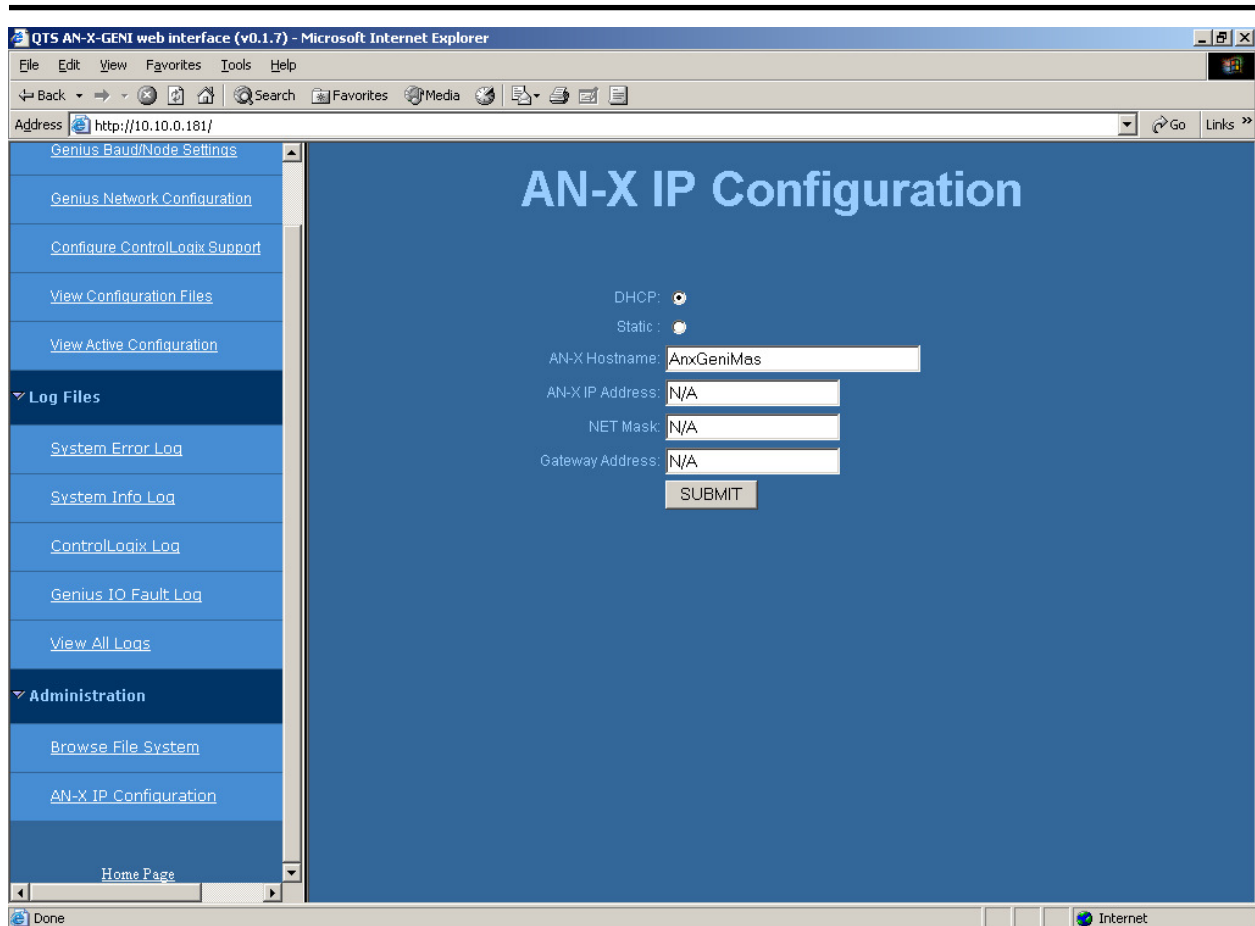 QTS AN-X-GENI web interface (v0.1.7) - Microsoft Internet Explorer
File Edit View Favorites Tools Help
Back Search Favorites Media
Address http://10.10.0.181/ Go Links »
Genius Baud/Node Settings
Genius Network Configuration
Configure ControlLogix Support
View Configuration Files
View Active Configuration
Log Files
System Error Log
System Info Log
ControlLogix Log
Genius IO Fault Log
View All Logs
Administration
Browse File System
AN-X IP Configuration
Home Page
AN-X IP Configuration
DHCP:
Static :
AN-X Hostname: AnxGeniMas
AN-X IP Address: N/A
NET Mask: N/A
Gateway Address: N/A
SUBMIT
Done Internet